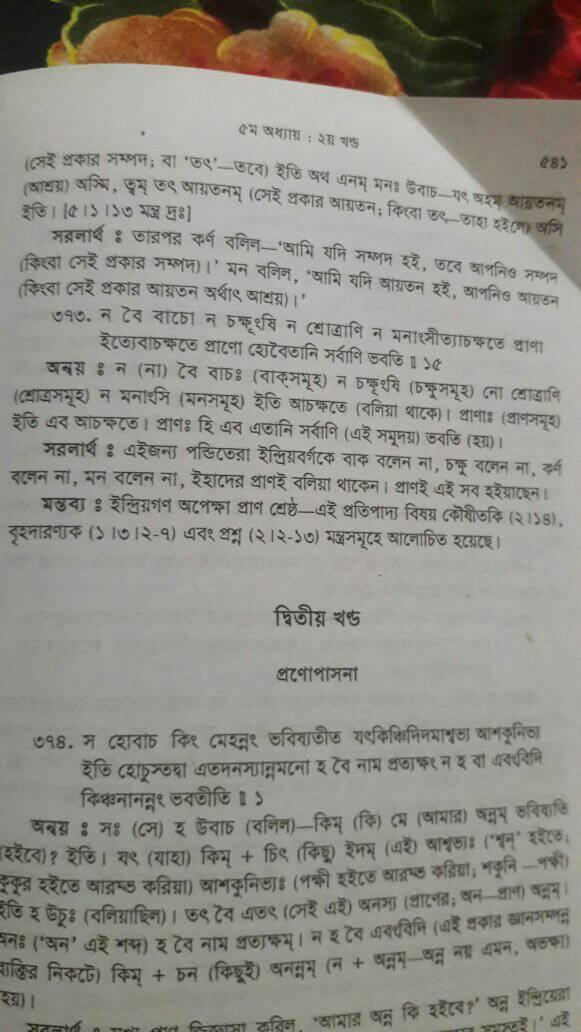 ৫ম অধ্যায় : ২য় খণ্ড
৫৪১
(সেই প্রকার সম্পদ; বা 'তৎ'—তবে) ইতি অথ এনম্ মনঃ উবাচ—যৎ অহম্ আয়তনম্
(আশ্রয়) অস্মি, ত্বম্ তৎ আয়তনম্ (সেই প্রকার আয়তন; কিংবা তৎ—তাহা হইলে) অসি
ইতি। [৫।১।১৩ মন্ত্র দ্রঃ]
সরলার্থ ঃ তারপর কর্ণ বলিল—'আমি যদি সম্পদ হই, তবে আপনিও সম্পদ
(কিংবা সেই প্রকার সম্পদ)।' মন বলিল, 'আমি যদি আয়তন হই, আপনিও আয়তন
(কিংবা সেই প্রকার আয়তন অর্থাৎ আশ্রয়)।'
৩৭৩. ন বৈ বাচো ন চক্ষূংষি ন শ্রোত্রাণি ন মনাংসীত্যাচক্ষতে প্রাণা
ইত্যেবাচক্ষতে প্রাণো হ্যেবৈতানি সর্বাণি ভবতি॥ ১৫
অন্বয় ঃ ন (না) বৈ বাচঃ (বাক্‌সমূহ) ন চক্ষূংষি (চক্ষুসমূহ) নো শ্রোত্রাণি
(শ্রোত্রসমূহ) ন মনাংসি (মনসমূহ) ইতি আচক্ষতে (বলিয়া থাকে)। প্রাণাঃ (প্রাণসমূহ)
ইতি এব আচক্ষতে। প্রাণঃ হি এব এতানি সর্বাণি (এই সমুদয়) ভবতি (হয়)।
সরলার্থ ঃ এইজন্য পণ্ডিতেরা ইন্দ্রিয়বর্গকে বাক বলেন না, চক্ষু বলেন না, কর্ণ
বলেন না, মন বলেন না, ইহাদের প্রাণই বলিয়া থাকেন। প্রাণই এই সব হইয়াছেন।
মন্তব্য ঃ ইন্দ্রিয়গণ অপেক্ষা প্রাণ শ্রেষ্ঠ—এই প্রতিপাদ্য বিষয় কৌষীতকি (২।১৪),
বৃহদারণ্যক (১।৩।২-৭) এবং প্রশ্ন (২।২-১৩) মন্ত্রসমূহে আলোচিত হয়েছে।
দ্বিতীয় খণ্ড
প্রণোপাসনা
৩৭৪. স হোবাচ কিং মেহন্নং ভবিষ্যতীতি যৎকিঞ্চিদিদমাশ্বভ্য আশকুনিভ্য
ইতি হোচুস্তদ্বা এতদনস্যান্নমনো হ বৈ নাম প্রত্যক্ষং ন হ বা এবংবিদি
কিঞ্চনানন্নং ভবতীতি॥ ১
অন্বয় ঃ সঃ (সে) হ উবাচ (বলিল)—কিম্ (কি) মে (আমার) অন্নম্ ভবিষ্যতি
হইবে)? ইতি। যৎ (যাহা) কিম্ + চিৎ (কিছু) ইদম্ (এই) আশ্বভ্যঃ ('শ্বন্' হইতে;
কুকুর হইতে আরম্ভ করিয়া) আশকুনিভ্যঃ (পক্ষী হইতে আরম্ভ করিয়া; শকুনি —পক্ষী)
ইতি হ উচুঃ (বলিয়াছিল)। তৎ বৈ এতৎ (সেই এই) অনস্য (প্রাণের; অন—প্রাণ) অন্নম্।
অনঃ ('অন' এই শব্দ) হ বৈ নাম প্রত্যক্ষম্। ন হ বৈ এবংবিদি (এই প্রকার জ্ঞানসম্পন্ন
ব্যক্তির নিকটে) কিম্ + চন (কিছুই) অনন্নম্ (ন + অন্নম্—অন্ন নয় এমন, অভক্ষ্য)
হয়)।
'আমার অন্ন কি হইবে?' অন্ন ইন্দ্রিয়েরা